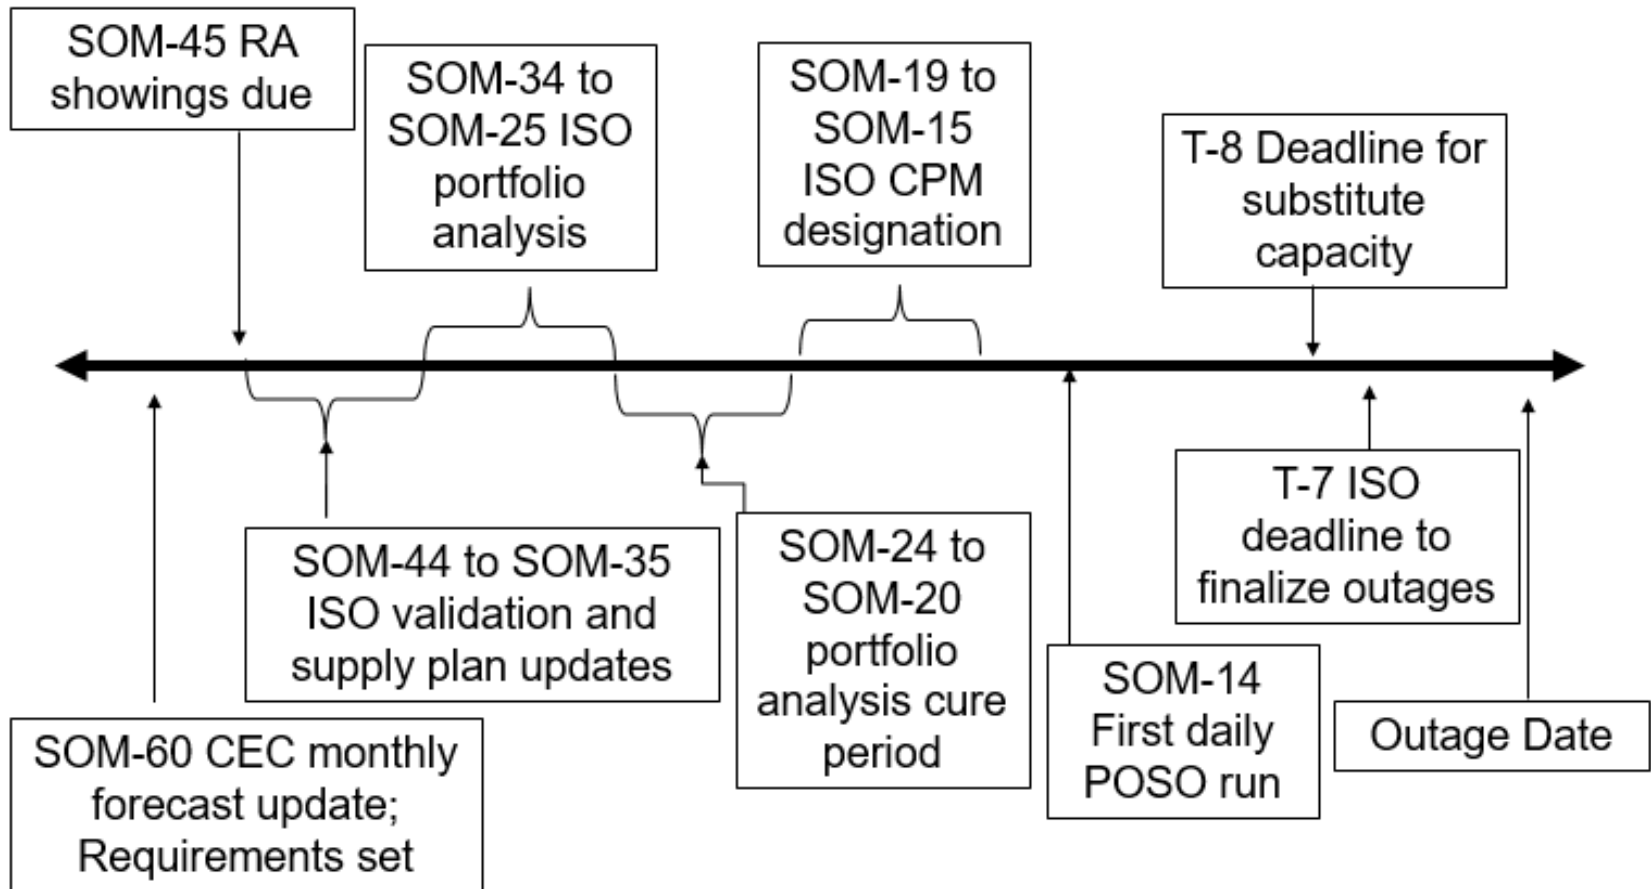 SOM-45 RA
showings due
SOM-34 to
SOM-25 ISO
portfolio
analysis
SOM-19 to
SOM-15
ISO CPM
designation
T-8 Deadline for
substitute
capacity
SOM-60 CEC monthly
forecast update;
Requirements set
SOM-44 to SOM-35
ISO validation and
supply plan updates
SOM-24 to
SOM-20
portfolio
analysis cure
period
SOM-14
First daily
POSO run
T-7 ISO
deadline to
finalize outages
Outage Date